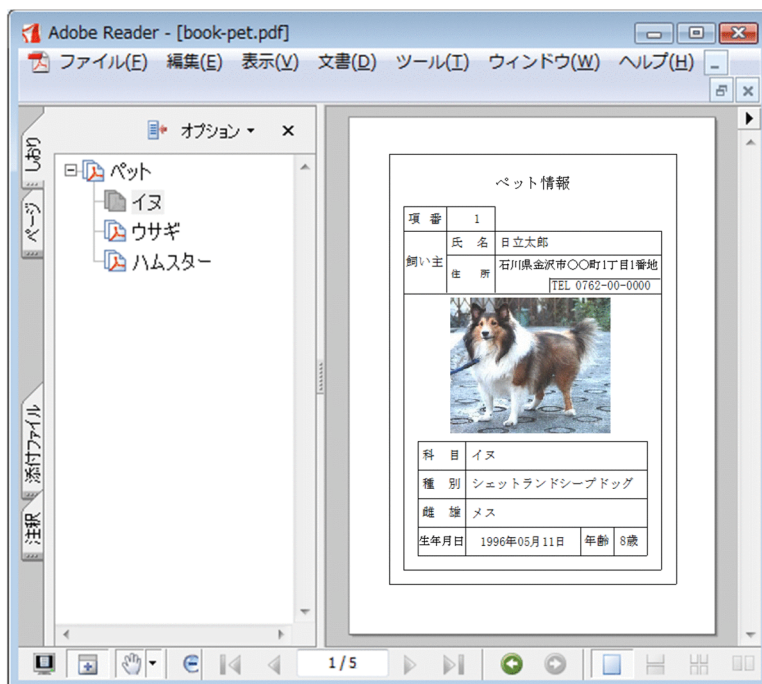 Adobe Reader - [book-pet.pdf]
ファイル(F) 編集(E) 表示(V) 文書(D) ツール(T) ウィンドウ(W) ヘルプ(H)
オプション
しおり
ページ
添付ファイル
注釈
ペット
イヌ
ウサギ
ハムスター
ペット情報
項 番 1
飼い主
氏 名 日立太郎
住 所 石川県金沢市〇〇町1丁目1番地
TEL 0762-00-0000
科 目 イヌ
種 別 シェットランドシープドッグ
雌 雄 メス
生年月日 1996年05月11日 年齢 8歳
1/5